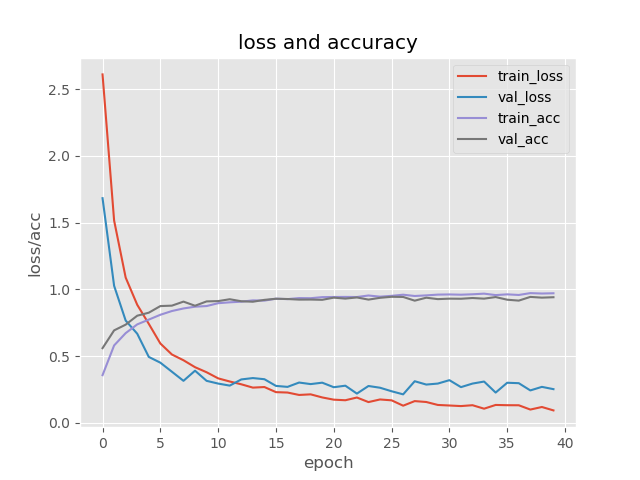 loss and accuracy
train_loss
val_loss
train_acc
val_acc
loss/acc
2.5
2.0
1.5
1.0
0.5
0.0
0 5 10 15 20 25 30 35 40
epoch